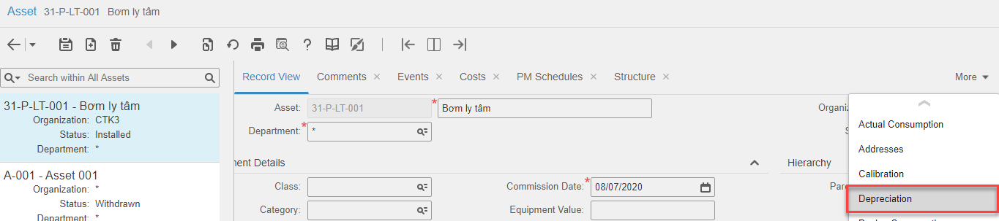 Asset 31-P-LT-001 Bơm ly tâm
Search within All Assets
Record View Comments × Events × Costs × PM Schedules × Structure × More
31-P-LT-001 - Bơm ly tâm
Organization: CTK3
Status: Installed
Department: *
A-001 - Asset 001
Organization: *
Status: Withdrawn
Department: *
Asset: 31-P-LT-001 * Bơm ly tâm
Department: * *
ment Details
Class:
Category:
Commission Date: * 08/07/2020
Equipment Value:
Organiz
S
Hierarchy
Pare
Actual Consumption
Addresses
Calibration
Depreciation